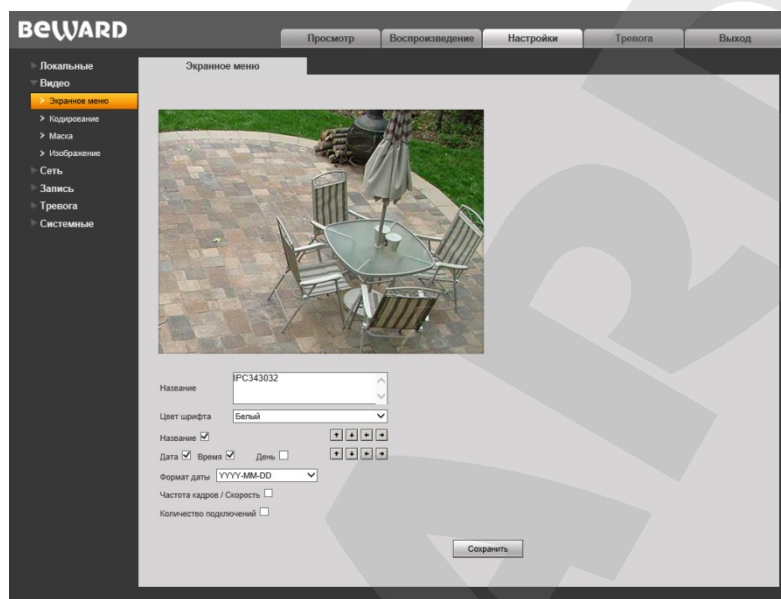 BEWARD
Просмотр
Воспроизведение
Настройки
Тревога
Выход
Локальные
Видео
Экранное меню
Кодирование
Маска
Изображение
Сеть
Запись
Тревога
Системные
Экранное меню
Название
IPC343032
Цвет шрифта Белый
Название
Дата Время День
Формат даты YYYY-MM-DD
Частота кадров / Скорость
Количество подключений
Сохранить